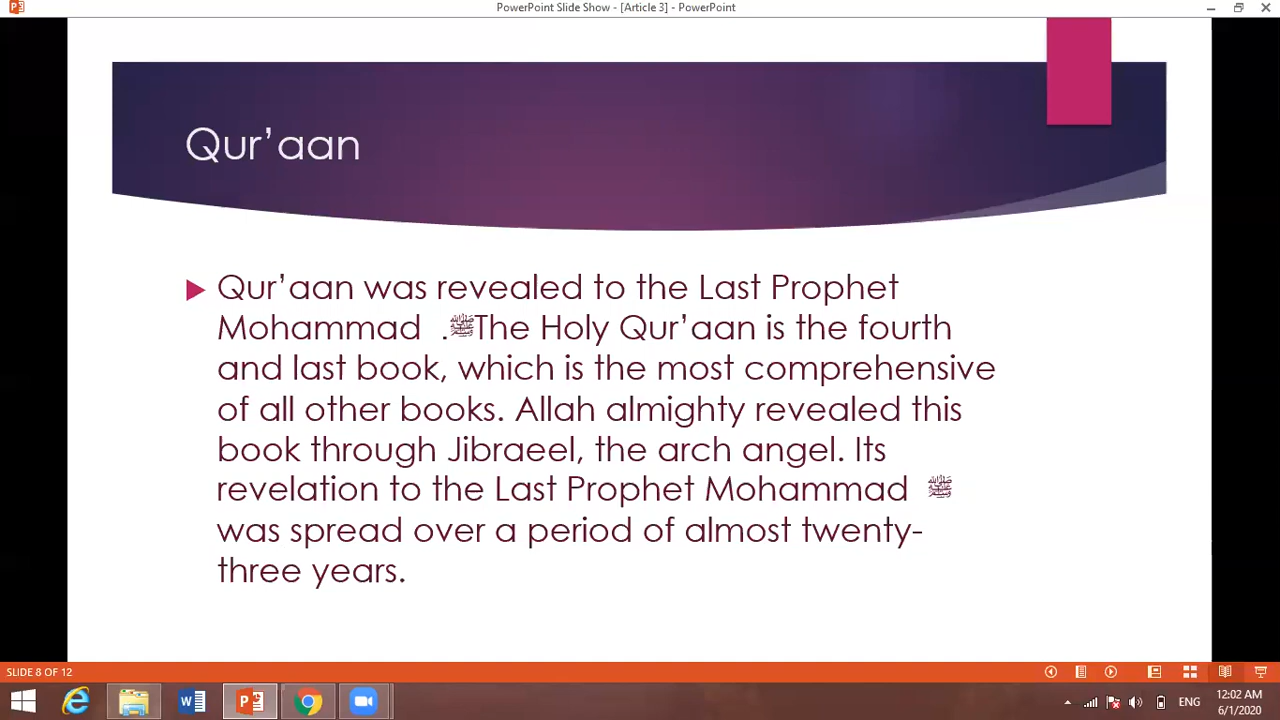 PowerPoint Slide Show - [Article 3] - PowerPoint
Qur’aan
Qur’aan was revealed to the Last Prophet
Mohammad .ﷺThe Holy Qur’aan is the fourth
and last book, which is the most comprehensive
of all other books. Allah almighty revealed this
book through Jibraeel, the arch angel. Its
revelation to the Last Prophet Mohammad ﷺ
was spread over a period of almost twenty-
three years.
SLIDE 8 OF 12
ENG
12:02 AM
6/1/2020